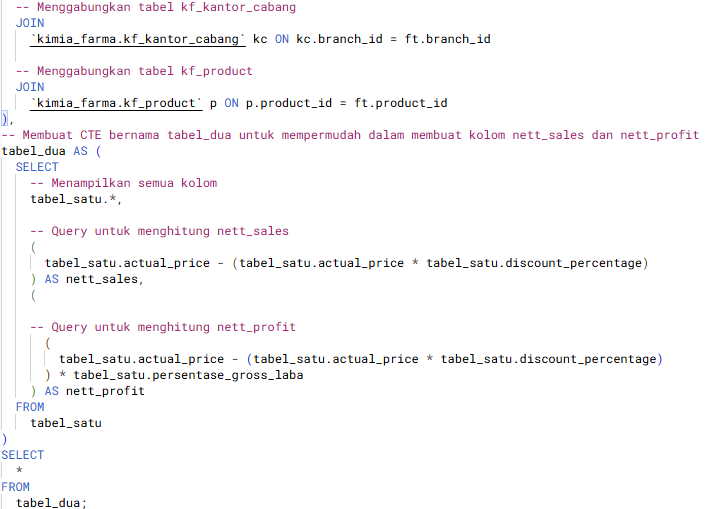 -- Menggabungkan tabel kf_kantor_cabang
JOIN
`kimia_farma.kf_kantor_cabang` kc ON kc.branch_id = ft.branch_id
-- Menggabungkan tabel kf_product
JOIN
`kimia_farma.kf_product` p ON p.product_id = ft.product_id
),
-- Membuat CTE bernama tabel_dua untuk mempermudah dalam membuat kolom nett_sales dan nett_profit
tabel_dua AS (
SELECT
-- Menampilkan semua kolom
tabel_satu.*,
-- Query untuk menghitung nett_sales
(
tabel_satu.actual_price - (tabel_satu.actual_price * tabel_satu.discount_percentage)
) AS nett_sales,
(
-- Query untuk menghitung nett_profit
(
tabel_satu.actual_price - (tabel_satu.actual_price * tabel_satu.discount_percentage)
) * tabel_satu.persentase_gross_laba
) AS nett_profit
FROM
tabel_satu
)
SELECT
*
FROM
tabel_dua;